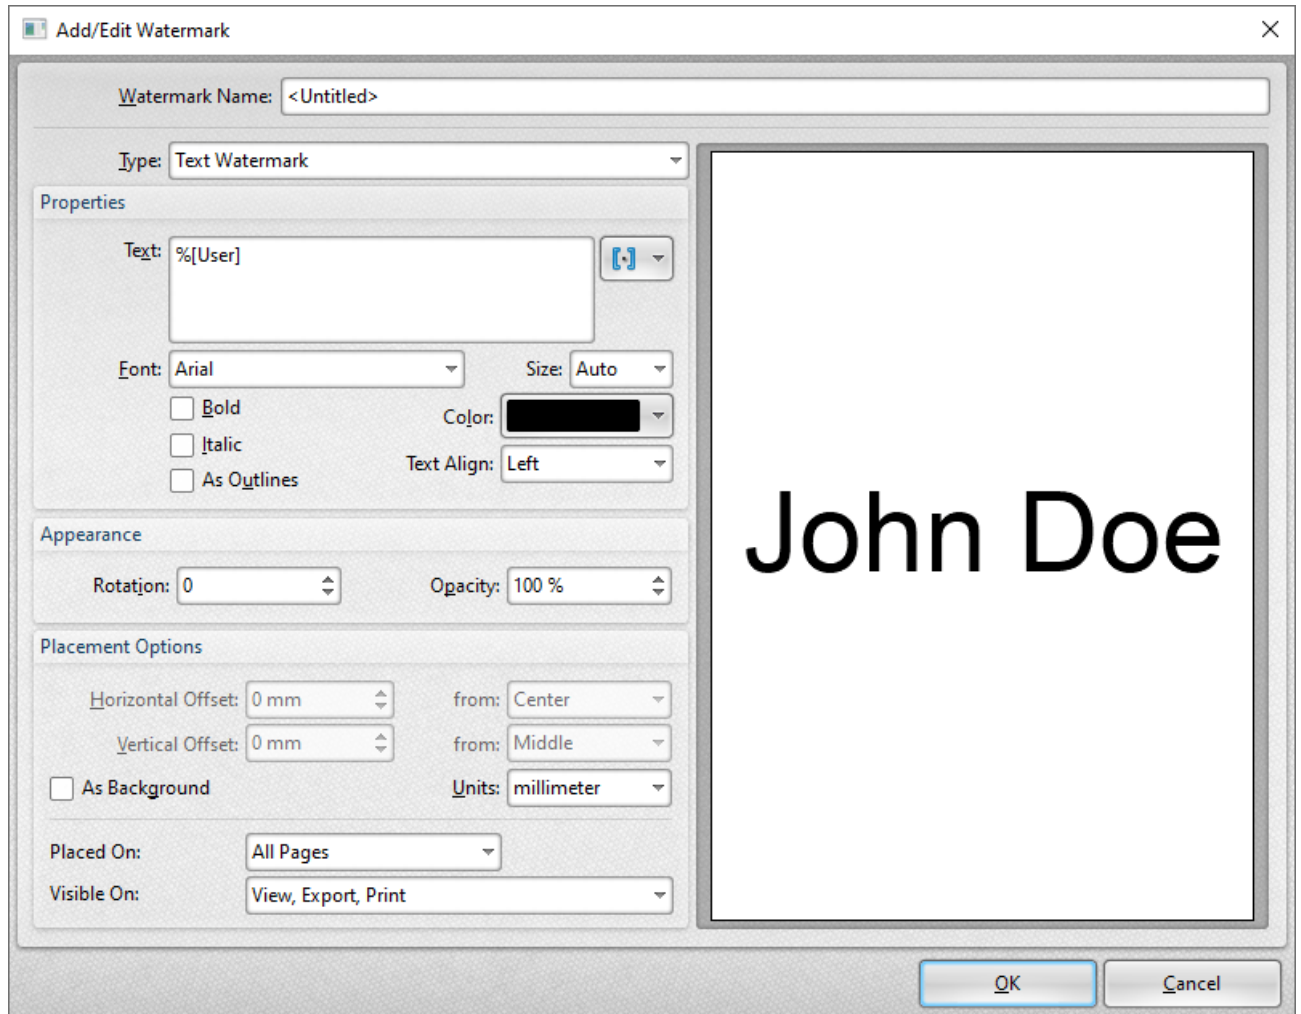 Add/Edit Watermark
Watermark Name: <Untitled>
Type: Text Watermark
Properties
Text: %[User]
Font: Arial Size: Auto
Bold Color:
Italic
Text Align: Left
As Outlines
Appearance
Rotation: 0 Opacity: 100 %
Placement Options
Horizontal Offset: 0 mm from: Center
Vertical Offset: 0 mm from: Middle
As Background Units: millimeter
Placed On: All Pages
Visible On: View, Export, Print
John Doe
OK Cancel